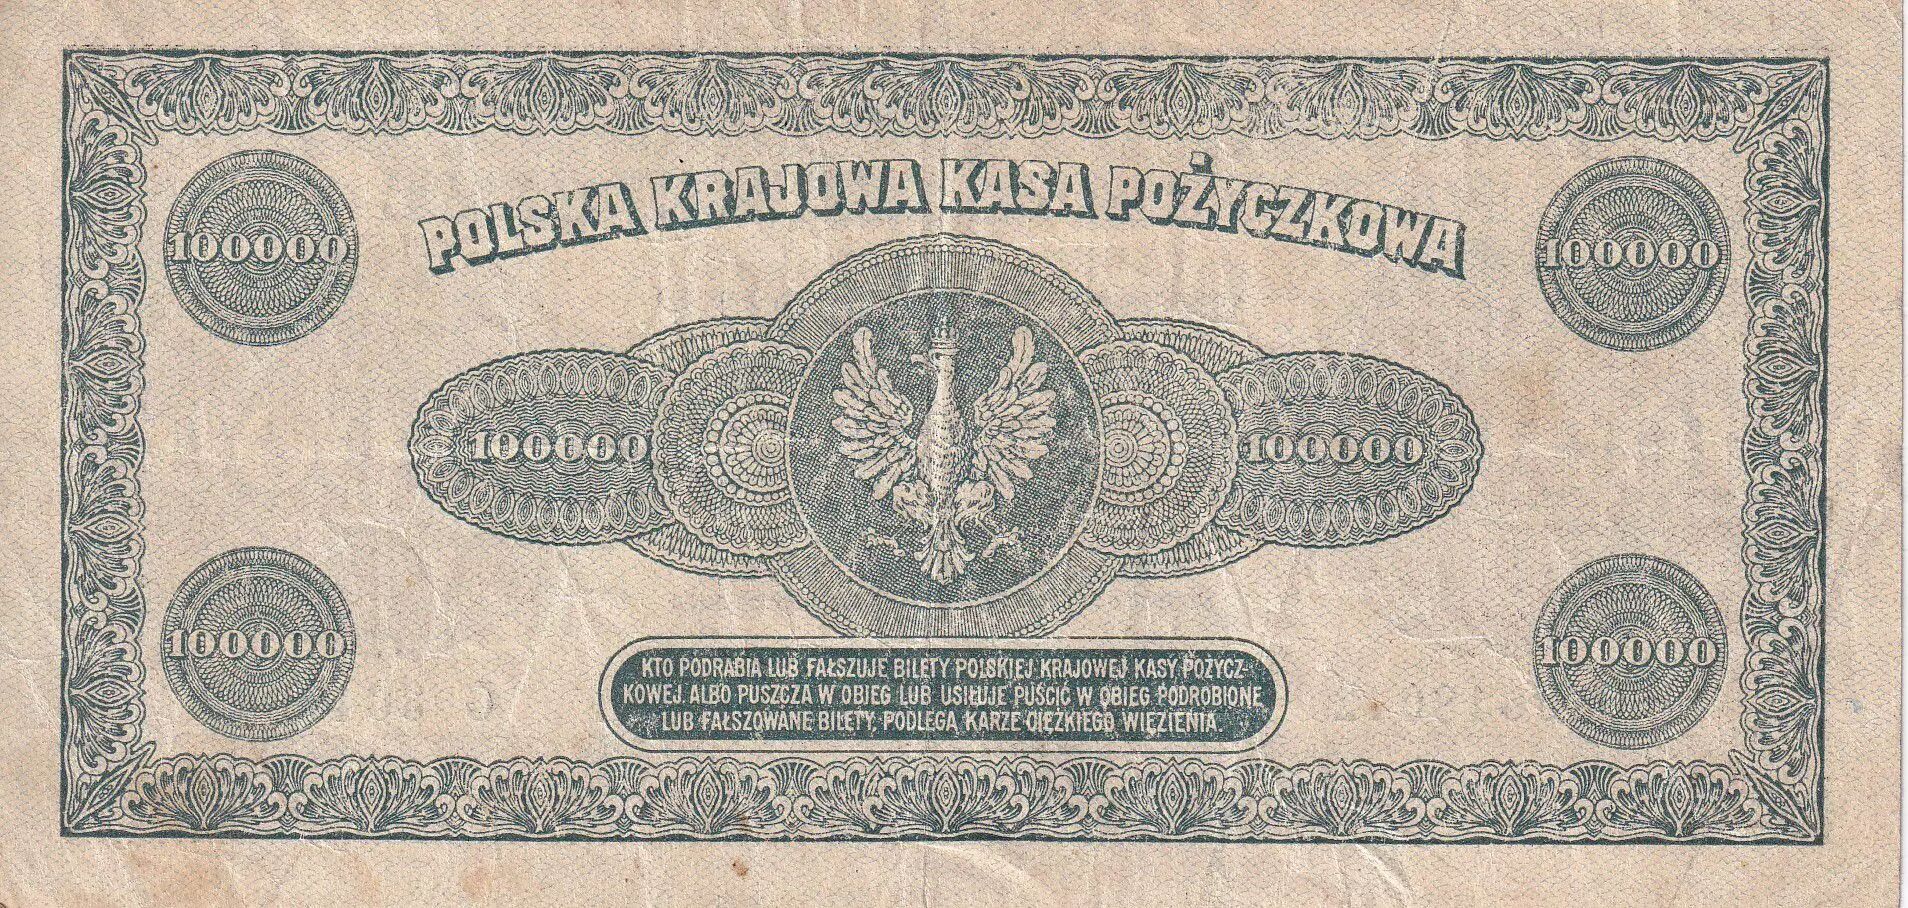 POLSKA KRAJOWA KASA POŻYCZKOWA
100000 100000
100000 100000
KTO PODRABIA LUB FAŁSZUJE BILETY POLSKIEJ KRAJOWEJ KASY POŻYCZ-
KOWEJ ALBO PUSZCZA W OBIEG LUB USIŁUJE PUŚCIĆ W OBIEG PODROBIONE
LUB FAŁSZOWANE BILETY, PODLEGA KARZE CIĘŻKIEGO WIĘZIENIA.
100000 100000